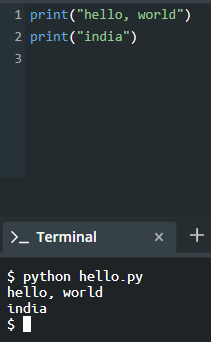 1 print("hello, world")
2 print("india")
3
>_ Terminal × +
$ python hello.py
hello, world
india
$